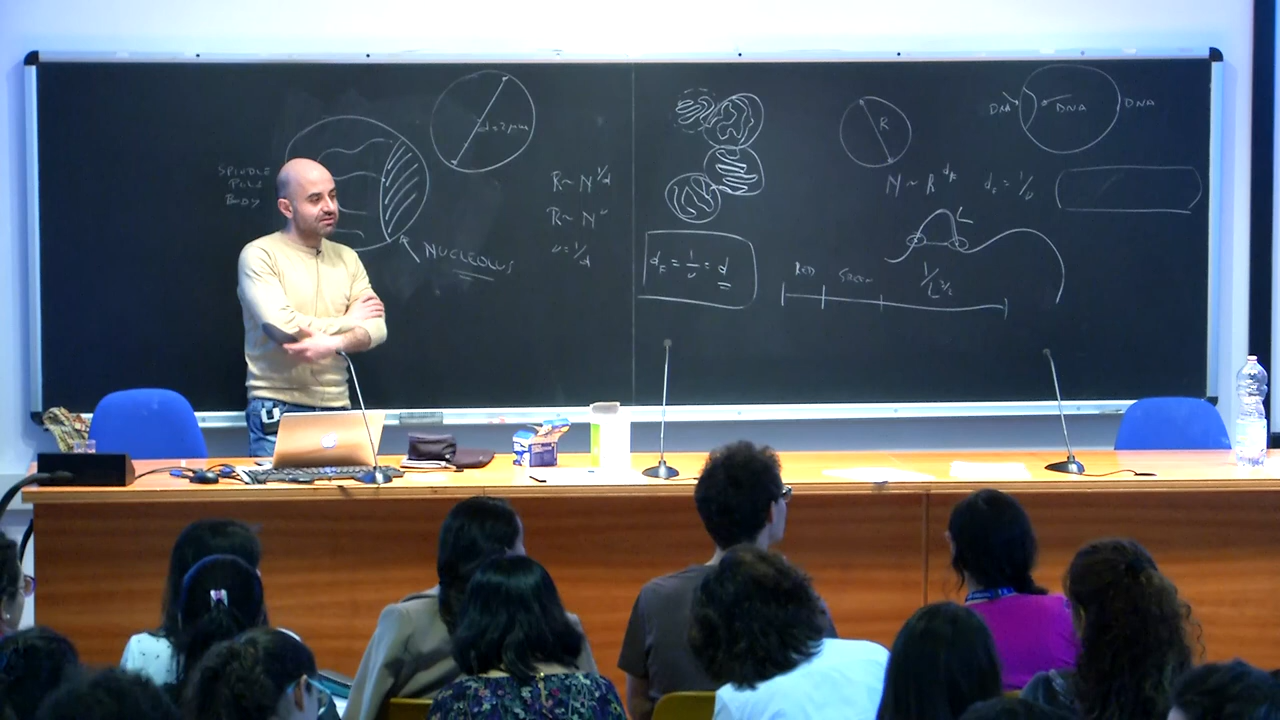 SPINDLE
POLE
BODY
NUCLEOLUS
d=2μm
R~N^1/d
R~N^ν
ν=1/d
d_F = 1/ν = d
R
N ~ R^d_F
d_F = 1/ν
DNA
DNA
DNA
L
1/L^3/2
RED
GREEN